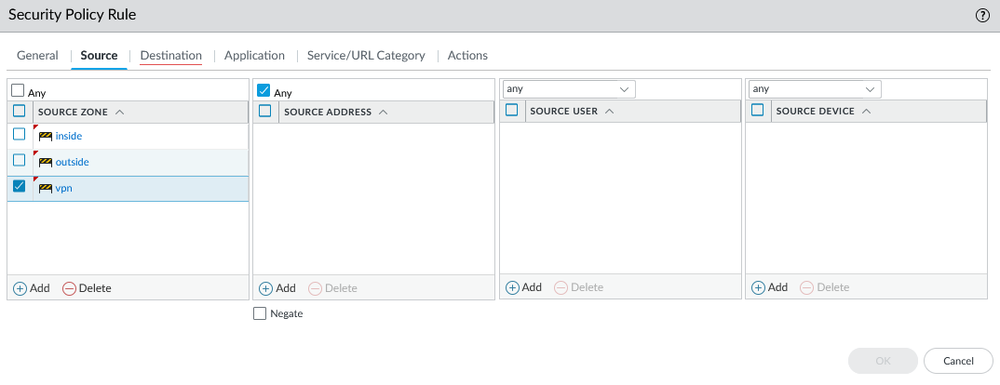 Security Policy Rule
General Source Destination Application Service/URL Category Actions
Any Any any any
SOURCE ZONE SOURCE ADDRESS SOURCE USER SOURCE DEVICE
inside
outside
vpn
Add Delete Add Delete Add Delete Add Delete
Negate
OK Cancel